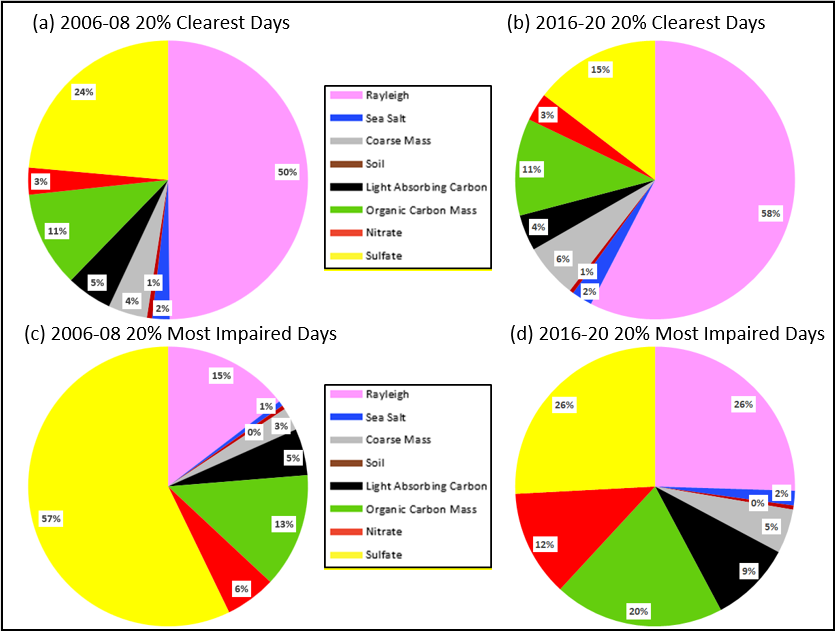 (a) 2006-08 20% Clearest Days
(b) 2016-20 20% Clearest Days
24%
50%
3%
11%
5%
4%
1%
2%
Rayleigh
Sea Salt
Coarse Mass
Soil
Light Absorbing Carbon
Organic Carbon Mass
Nitrate
Sulfate
15%
3%
11%
58%
4%
6%
1%
2%
(c) 2006-08 20% Most Impaired Days
(d) 2016-20 20% Most Impaired Days
15%
1%
3%
0%
5%
57%
13%
6%
Rayleigh
Sea Salt
Coarse Mass
Soil
Light Absorbing Carbon
Organic Carbon Mass
Nitrate
Sulfate
26%
26%
2%
0%
5%
12%
9%
20%